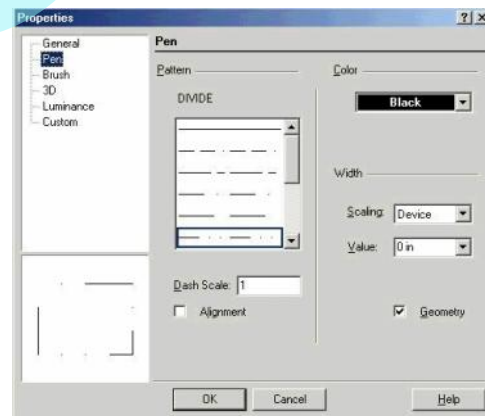 Properties
General
Pen
Brush
3D
Luminance
Custom
Pen
Pattern
DIVIDE
Dash Scale: 1
Alignment
Color
Black
Width
Scaling: Device
Value: 0 in
Geometry
OK
Cancel
Help